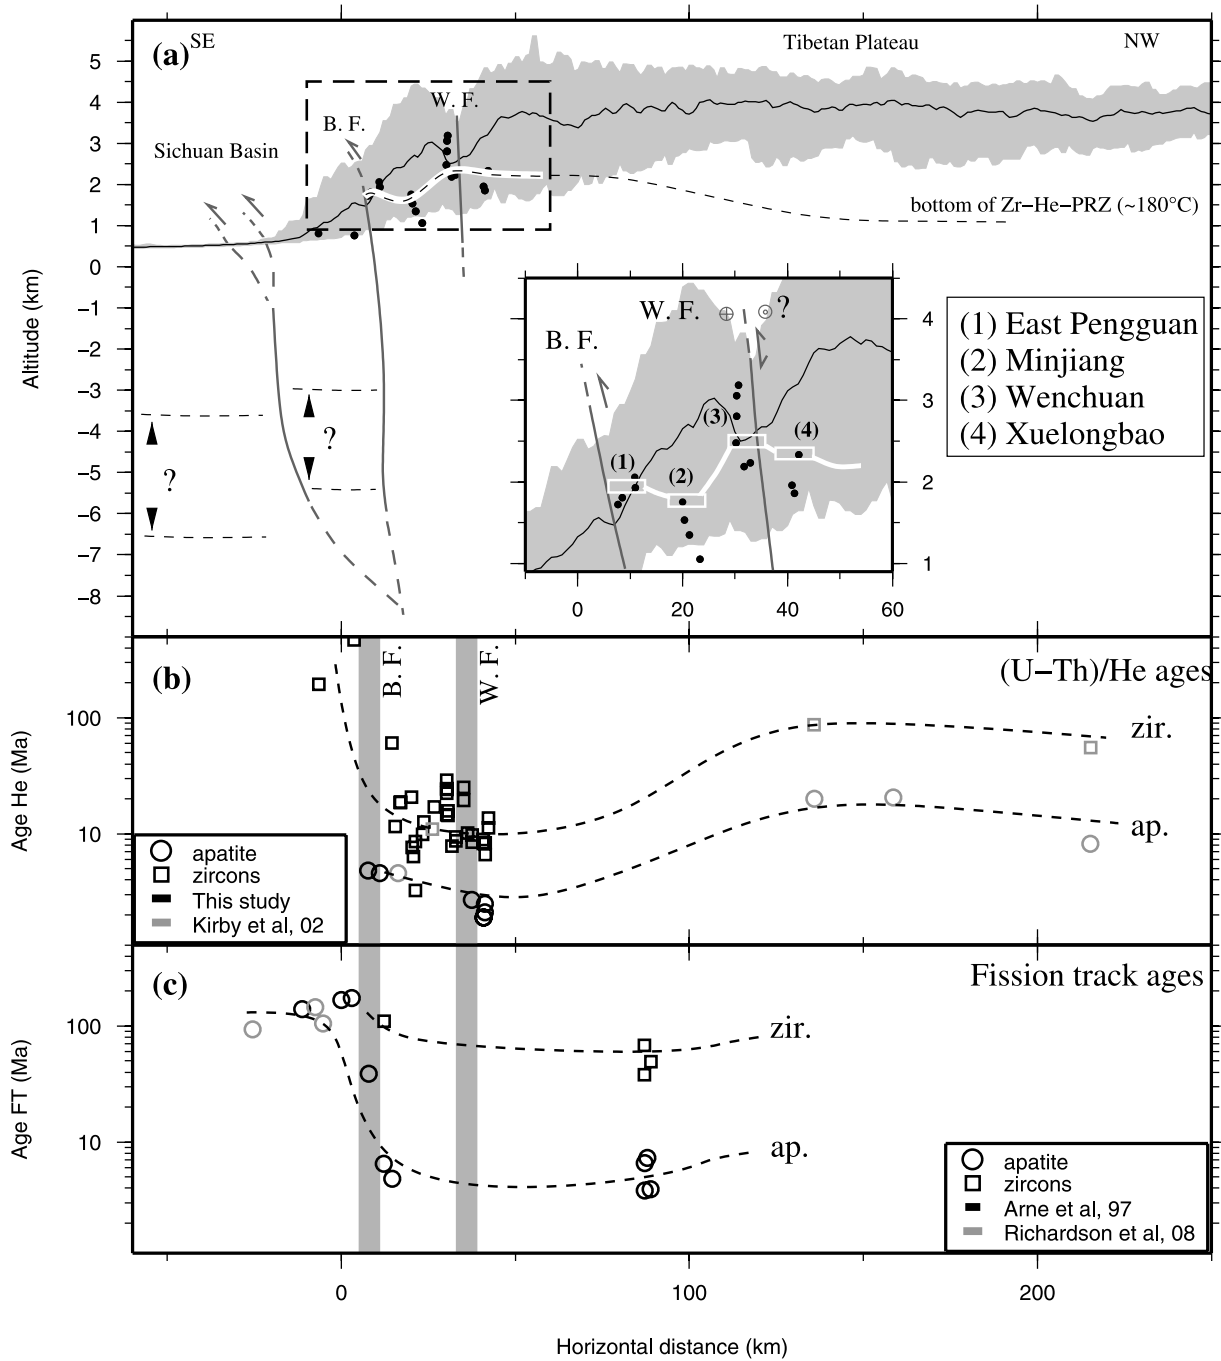 (a)
SE
Tibetan Plateau
NW
W. F.
B. F.
Sichuan Basin
bottom of Zr−He−PRZ (~180°C)
5
4
3
2
1
0
−1
−2
−3
−4
−5
−6
−7
−8
Altitude (km)
?
?
W. F.
?
B. F.
(3)
(1)
(2)
(4)
4
3
2
1
0
20
40
60
(1) East Pengguan
(2) Minjiang
(3) Wenchuan
(4) Xuelongbao
(b)
B. F.
W. F.
(U−Th)/He ages
zir.
ap.
100
10
Age He (Ma)
apatite
zircons
This study
Kirby et al, 02
(c)
Fission track ages
zir.
ap.
100
10
Age FT (Ma)
apatite
zircons
Arne et al, 97
Richardson et al, 08
0
100
200
Horizontal distance (km)